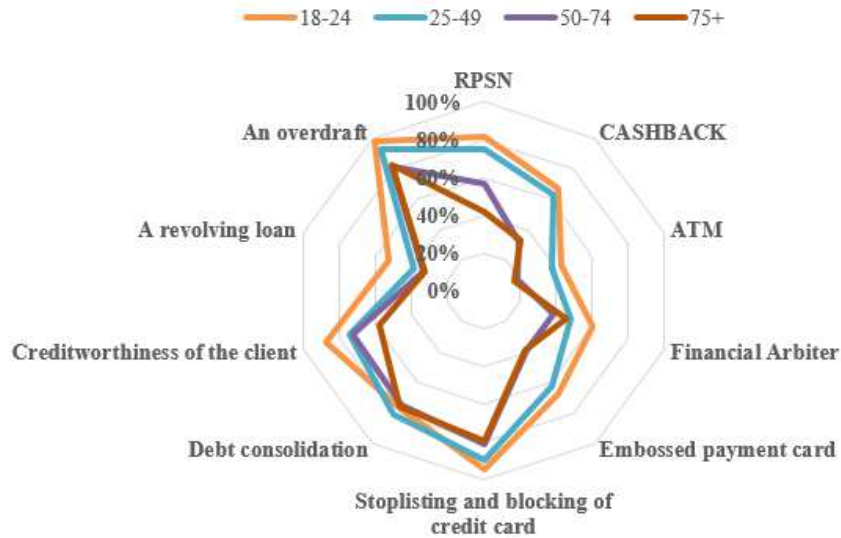 18-24 25-49 50-74 75+
RPSN
100%
An overdraft 80% CASHBACK
60%
A revolving loan 40% ATM
20%
0%
Creditworthiness of the client Financial Arbiter
Debt consolidation Embossed payment card
Stoplisting and blocking of
credit card